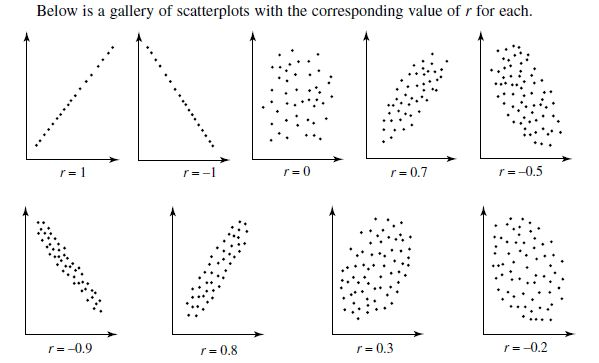 Below is a gallery of scatterplots with the corresponding value of r for each.
r = 1
r = –1
r = 0
r = 0.7
r = –0.5
r = –0.9
r = 0.8
r = 0.3
r = –0.2